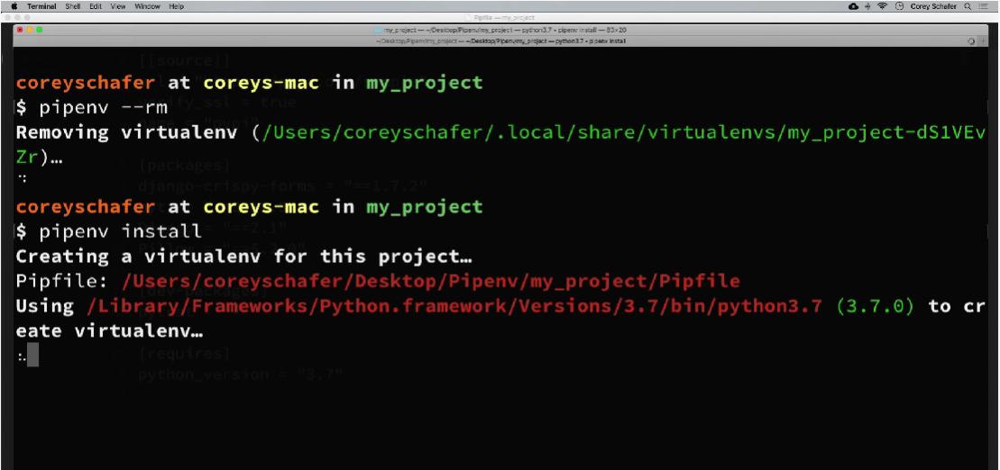 Terminal Shell Edit View Window Help Corey Schafer
Pipfile — my_project
my_project — ~/Desktop/Pipenv/my_project — python3.7 • pipenv install — 83×20
~/Desktop/Pipenv/my_project — ~/Desktop/Pipenv/my_project — python3.7 • pipenv install
[[source]]
coreyschafer at coreys-mac in my_project
verify_ssl = true
$ pipenv --rm
name = "pypi"
Removing virtualenv (/Users/coreyschafer/.local/share/virtualenvs/my_project-dS1VEv
Zr)…
[packages]
django-crispy-forms = "==1.7.2"
coreyschafer at coreys-mac in my_project
"==2.1"
$ pipenv install
Creating a virtualenv for this project…
Pipfile: /Users/coreyschafer/Desktop/Pipenv/my_project/Pipfile
[dev-packages]
Using /Library/Frameworks/Python.framework/Versions/3.7/bin/python3.7 (3.7.0) to cr
eate virtualenv…
[requires]
python_version = "3.7"